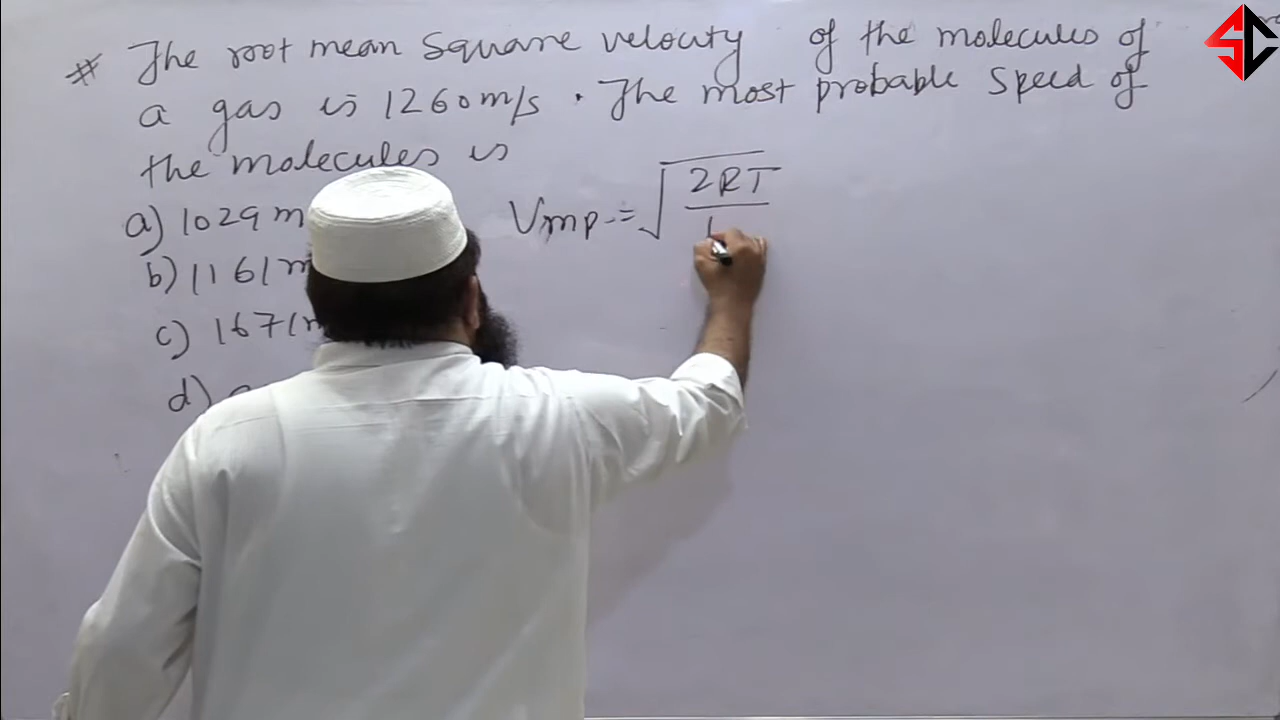 # The root mean square velocity of the molecules of
a gas is 1260 m/s. The most probable speed of
the molecules is
a) 1029 m
b) 1161 m
c) 1671 m
d)
Vmp = √2RT
SC